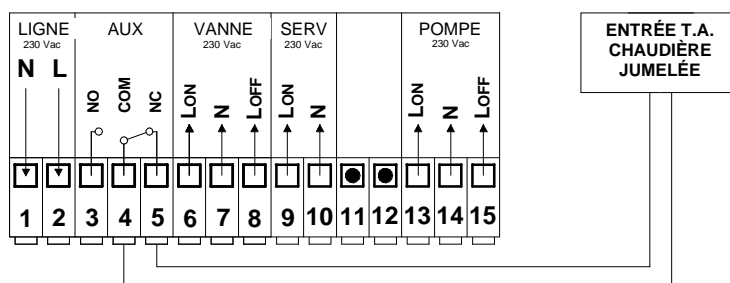 LIGNE
230 Vac
N L
AUX
NO COM NC
VANNE
230 Vac
LON N LOFF
SERV
230 Vac
LON N
POMPE
230 Vac
LON N LOFF
1 2 3 4 5 6 7 8 9 10 11 12 13 14 15
ENTRÉE T.A.
CHAUDIÈRE
JUMELÉE